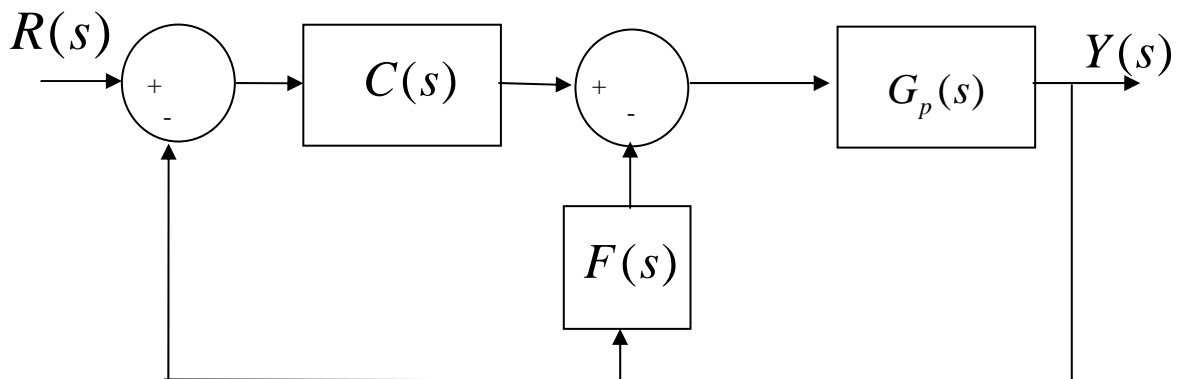 R(s)
+
-
C(s)
+
-
G_p(s)
Y(s)
F(s)